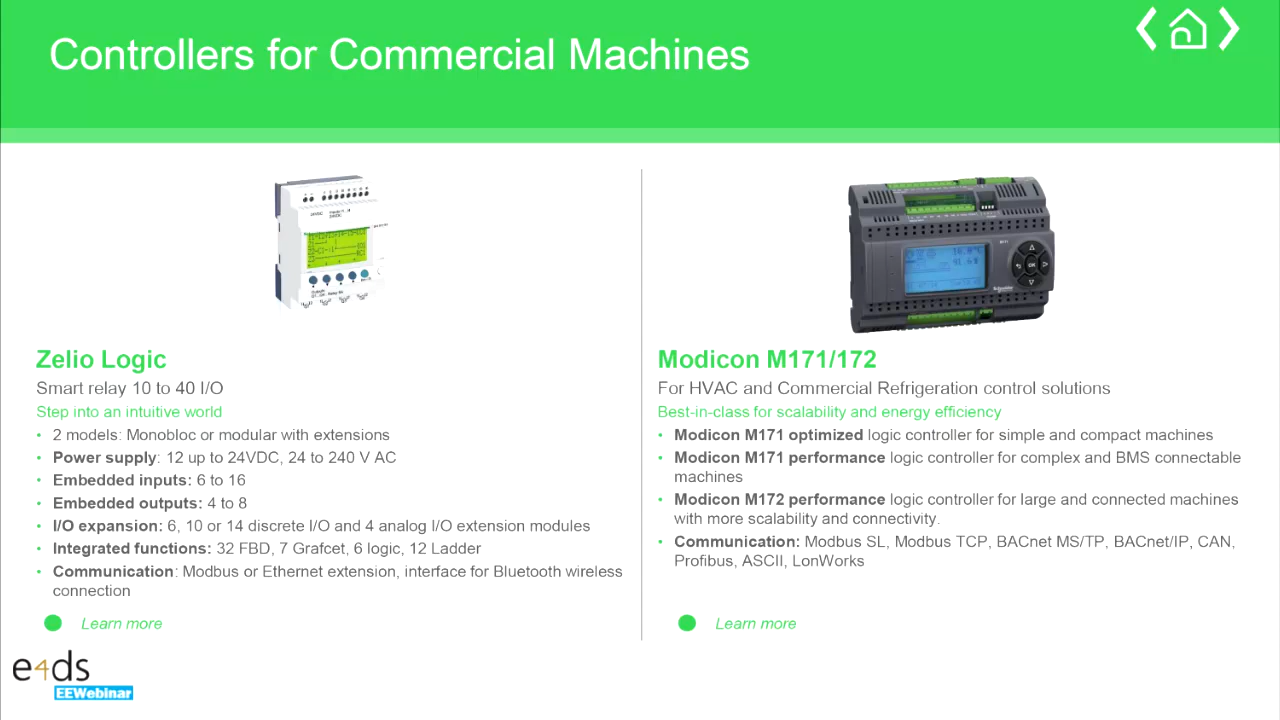 Controllers for Commercial Machines
Zelio Logic
Smart relay 10 to 40 I/O
Step into an intuitive world
• 2 models: Monobloc or modular with extensions
• Power supply: 12 up to 24VDC, 24 to 240 V AC
• Embedded inputs: 6 to 16
• Embedded outputs: 4 to 8
• I/O expansion: 6, 10 or 14 discrete I/O and 4 analog I/O extension modules
• Integrated functions: 32 FBD, 7 Grafcet, 6 logic, 12 Ladder
• Communication: Modbus or Ethernet extension, interface for Bluetooth wireless
connection
Learn more
Modicon M171/172
For HVAC and Commercial Refrigeration control solutions
Best-in-class for scalability and energy efficiency
• Modicon M171 optimized logic controller for simple and compact machines
• Modicon M171 performance logic controller for complex and BMS connectable
machines
• Modicon M172 performance logic controller for large and connected machines
with more scalability and connectivity.
• Communication: Modbus SL, Modbus TCP, BACnet MS/TP, BACnet/IP, CAN,
Profibus, ASCII, LonWorks
Learn more
e4ds
EEWebinar